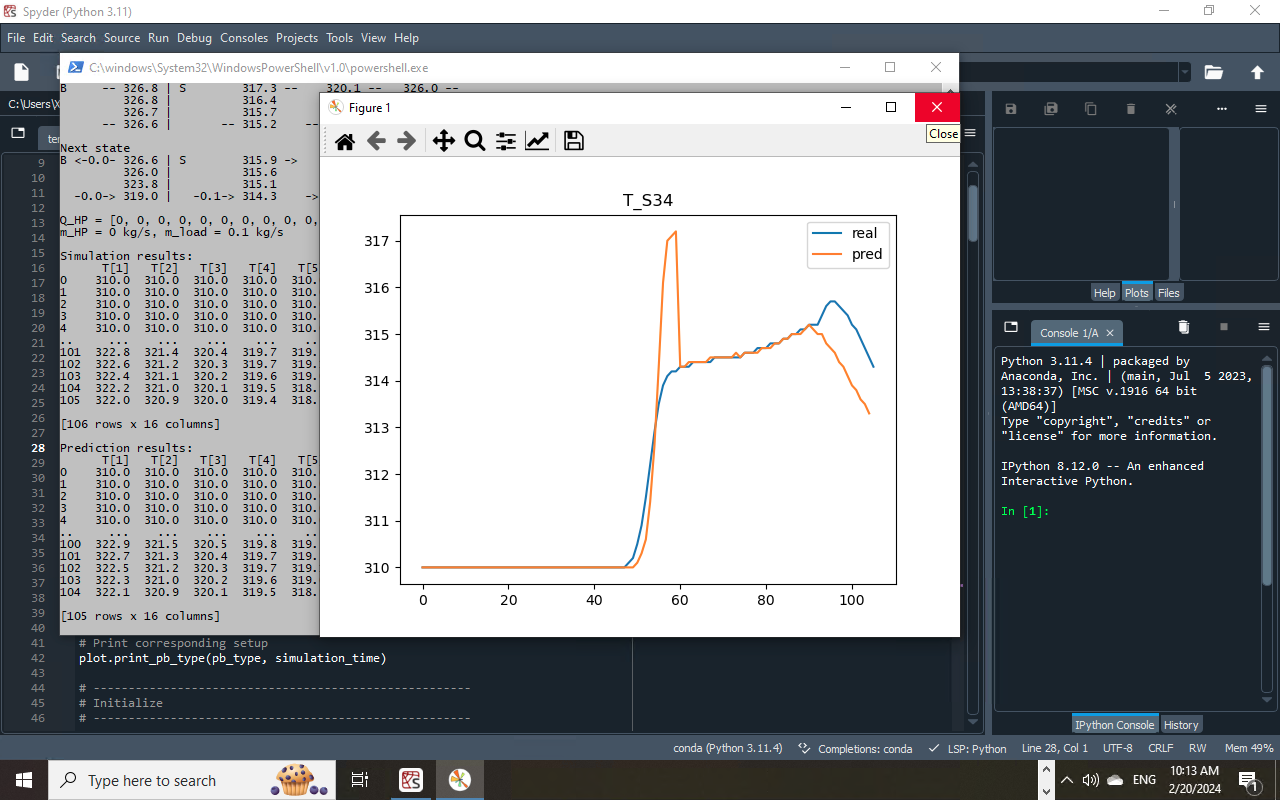 Spyder (Python 3.11)
File Edit Search Source Run Debug Consoles Projects Tools View Help
C:\windows\System32\WindowsPowerShell\v1.0\powershell.exe
C:\Users\
B -- 326.8 | S 317.3 -- 320.1 -- 326.0 --
326.8 | 316.4
326.7 | 315.7
-- 326.6 | -- 315.2 --
Next state
B <-0.0- 326.6 | S 315.9 ->
326.0 | 315.6
323.8 | 315.1
-0.0-> 319.0 | -0.1-> 314.3 ->
Q_HP = [0, 0, 0, 0, 0, 0, 0, 0, 0, 0,
m_HP = 0 kg/s, m_load = 0.1 kg/s
Simulation results:
T[1] T[2] T[3] T[4] T[5
0 310.0 310.0 310.0 310.0 310.
1 310.0 310.0 310.0 310.0 310.
2 310.0 310.0 310.0 310.0 310.
3 310.0 310.0 310.0 310.0 310.
4 310.0 310.0 310.0 310.0 310.
.. ... ... ... ... ..
101 322.8 321.4 320.4 319.7 319.
102 322.6 321.2 320.3 319.7 319.
103 322.4 321.1 320.2 319.6 319.
104 322.2 321.0 320.1 319.5 318.
105 322.0 320.9 320.0 319.4 318.
[106 rows x 16 columns]
Prediction results:
T[1] T[2] T[3] T[4] T[5
0 310.0 310.0 310.0 310.0 310.
1 310.0 310.0 310.0 310.0 310.
2 310.0 310.0 310.0 310.0 310.
3 310.0 310.0 310.0 310.0 310.
4 310.0 310.0 310.0 310.0 310.
.. ... ... ... ... ..
100 322.9 321.5 320.5 319.8 319.
101 322.7 321.3 320.4 319.7 319.
102 322.5 321.2 320.3 319.7 319.
103 322.3 321.0 320.2 319.6 319.
104 322.1 320.9 320.1 319.5 318.
[105 rows x 16 columns]
9
10
11
12
13
14
15
16
17
18
19
20
21
22
23
24
25
26
27
28
29
30
31
32
33
34
35
36
37
38
39
40
41 # Print corresponding setup
42 plot.print_pb_type(pb_type, simulation_time)
43
44 # ------------------------------------------------------
45 # Initialize
46 # ------------------------------------------------------
Figure 1
Close
T_S34
real
pred
317
316
315
314
313
312
311
310
0 20 40 60 80 100
Help Plots Files
Console 1/A
Python 3.11.4 | packaged by
Anaconda, Inc. | (main, Jul 5 2023,
13:38:37) [MSC v.1916 64 bit
(AMD64)]
Type "copyright", "credits" or
"license" for more information.
IPython 8.12.0 -- An enhanced
Interactive Python.
In [1]:
IPython Console History
conda (Python 3.11.4) Completions: conda LSP: Python Line 28, Col 1 UTF-8 CRLF RW Mem 49%
Type here to search
ENG
10:13 AM
2/20/2024
1